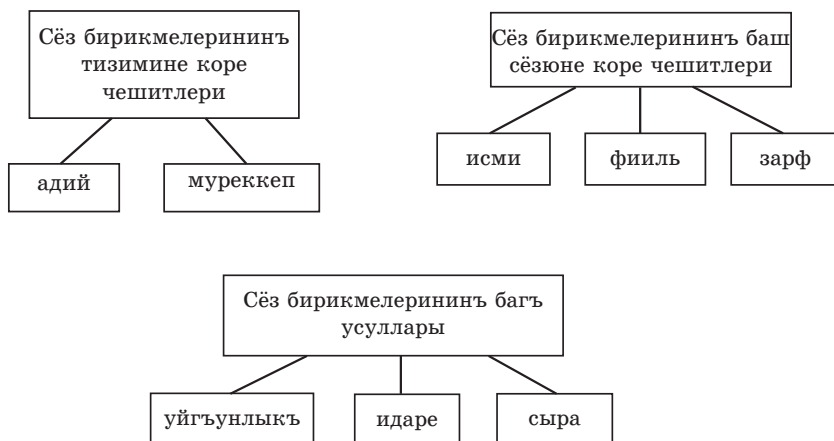 Сёз бирикмелерининъ
тизимине коре
чешитлери
адий
муреккеп
Сёз бирикмелерининъ баш
сёзюне коре чешитлери
исми
фииль
зарф
Сёз бирикмелерининъ багъ
усуллары
уйгъунлыкъ
идаре
сыра